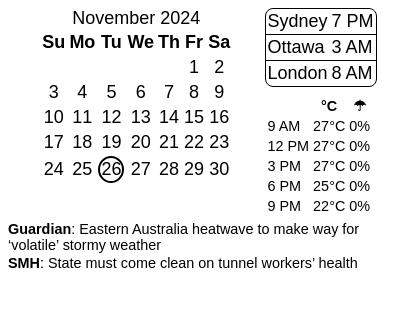 November 2024
Su Mo Tu We Th Fr Sa
1 2
3 4 5 6 7 8 9
10 11 12 13 14 15 16
17 18 19 20 21 22 23
24 25 26 27 28 29 30
Sydney 7 PM
Ottawa 3 AM
London 8 AM
°C ☂
9 AM 27°C 0%
12 PM 27°C 0%
3 PM 27°C 0%
6 PM 25°C 0%
9 PM 22°C 0%
Guardian: Eastern Australia heatwave to make way for
‘volatile’ stormy weather
SMH: State must come clean on tunnel workers’ health